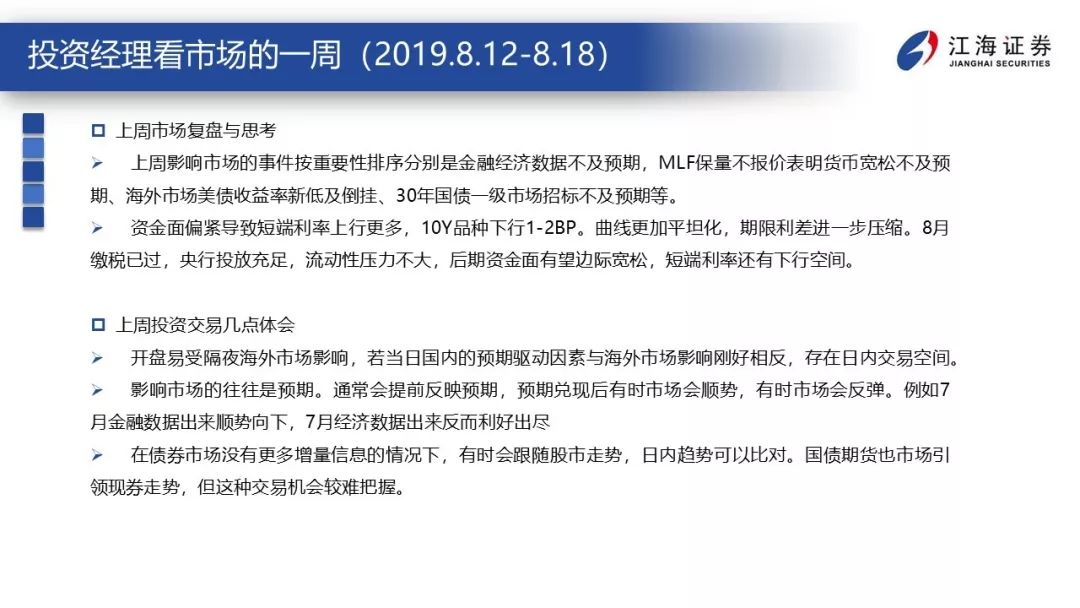 投资经理看市场的一周（2019.8.12-8.18）
江海证券
JIANGHAI SECURITIES
上周市场复盘与思考
上周影响市场的事件按重要性排序分别是金融经济数据不及预期，MLF保量不报价表明货币宽松不及预
期、海外市场美债收益率新低及倒挂、30年国债一级市场招标不及预期等。
资金面偏紧导致短端利率上行更多，10Y品种下行1-2BP。曲线更加平坦化，期限利差进一步压缩。8月
缴税已过，央行投放充足，流动性压力不大，后期资金面有望边际宽松，短端利率还有下行空间。
上周投资交易几点体会
开盘易受隔夜海外市场影响，若当日国内的预期驱动因素与海外市场影响刚好相反，存在日内交易空间。
影响市场的往往是预期。通常会提前反映预期，预期兑现后有时市场会顺势，有时市场会反弹。例如7
月金融数据出来顺势向下，7月经济数据出来反而利好出尽
在债券市场没有更多增量信息的情况下，有时会跟随股市走势，日内趋势可以比对。国债期货也市场引
领现券走势，但这种交易机会较难把握。